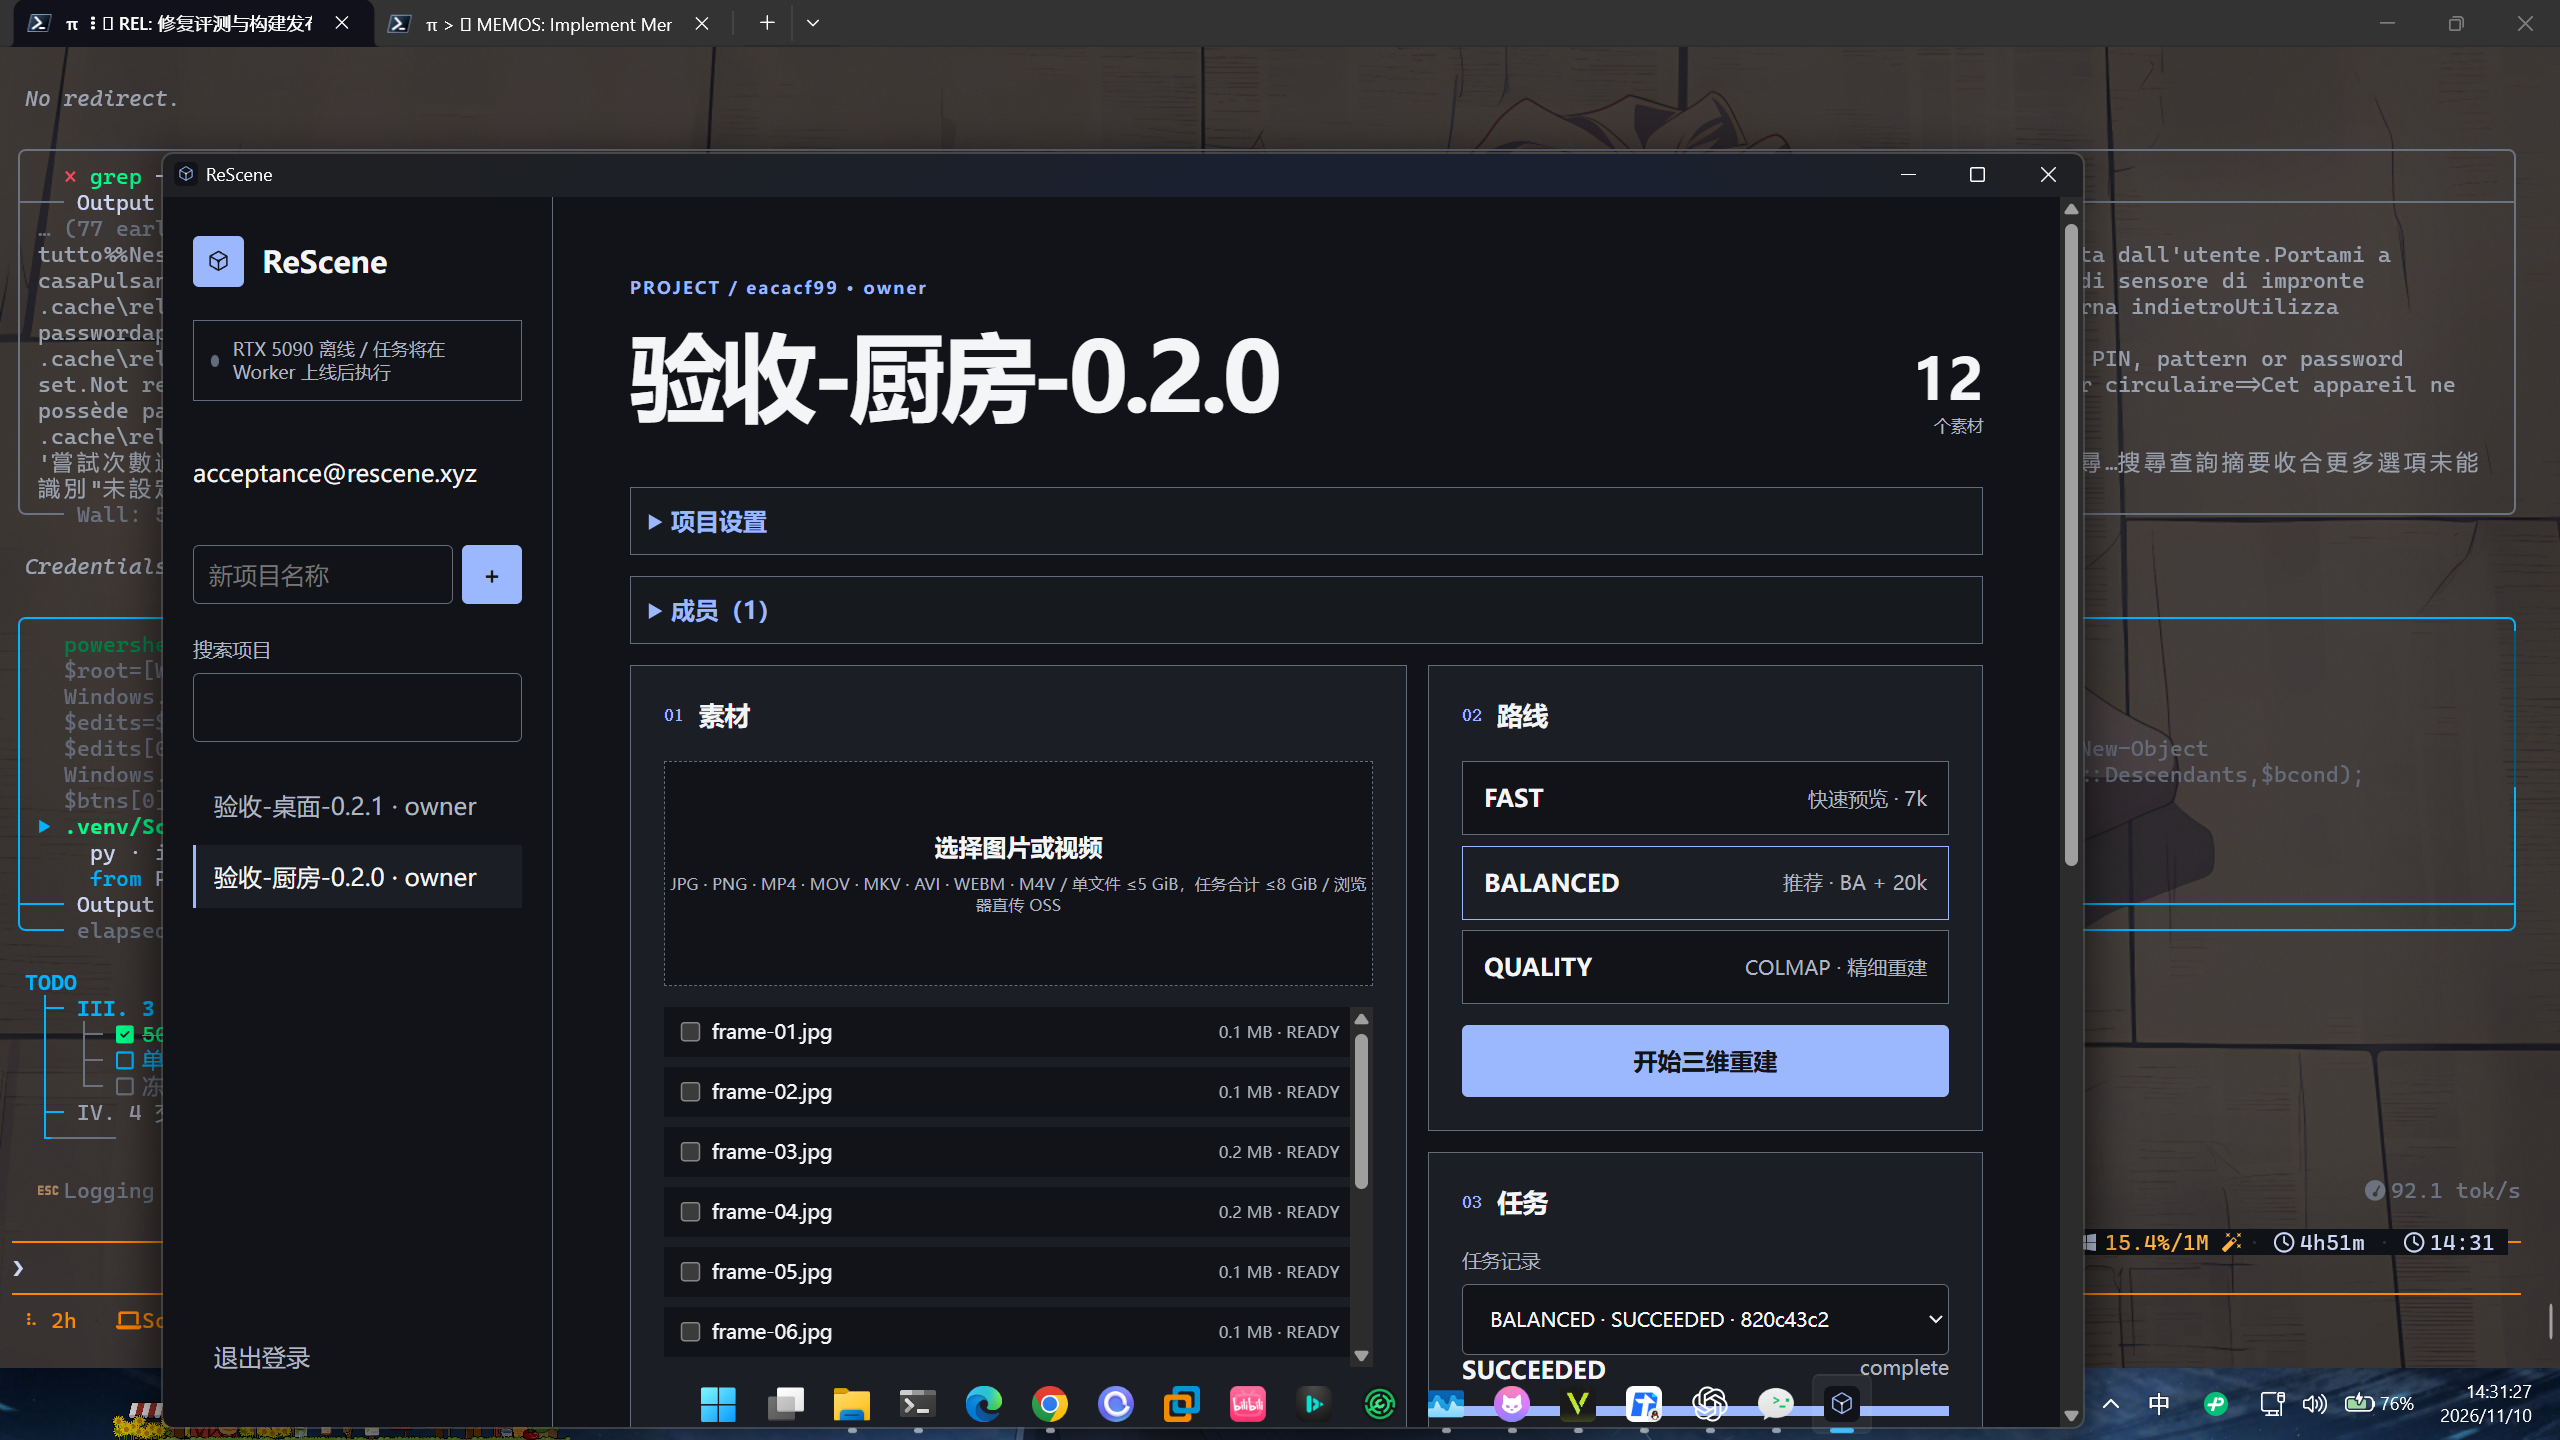 π ⋮ REL: 修复评测与构建发布
π > MEMOS: Implement Mer
No redirect.
× grep
Output
… (77 earl
tutto%%Nes
casaPulsan
.cache\rel
passwordap
.cache\rel
set.Not re
possède pa
.cache\rel
'嘗試次數過
識別"未設定
Wall: 5
ta dall'utente.Portami a
di sensore di impronte
rna indietroUtilizza
PIN, pattern or password
r circulaire⇒Cet appareil ne
尋…搜尋查詢摘要收合更多選項未能
Credentials
powershe
$root=[W
Windows.
$edits=$
$edits[0
Windows.
$btns[0]
.venv/Sc
py · i
from P
Output
elapsed
New-Object
::Descendants,$bcond);
TODO
III. 3
50
单
冻
IV. 4
ESC Logging
92.1 tok/s
15.4%/1M
4h51m
14:31
❯
2h
Sc
ReScene
ReScene
RTX 5090 离线 / 任务将在
Worker 上线后执行
acceptance@rescene.xyz
新项目名称
+
搜索项目
验收-桌面-0.2.1 · owner
验收-厨房-0.2.0 · owner
退出登录
PROJECT / eacacf99 • owner
验收-厨房-0.2.0
12
个素材
▶ 项目设置
▶ 成员（1）
01 素材
选择图片或视频
JPG · PNG · MP4 · MOV · MKV · AVI · WEBM · M4V / 单文件 ≤5 GiB，任务合计 ≤8 GiB / 浏览
器直传 OSS
frame-01.jpg 0.1 MB · READY
frame-02.jpg 0.1 MB · READY
frame-03.jpg 0.2 MB · READY
frame-04.jpg 0.2 MB · READY
frame-05.jpg 0.1 MB · READY
frame-06.jpg 0.1 MB · READY
02 路线
FAST 快速预览 · 7k
BALANCED 推荐 · BA + 20k
QUALITY COLMAP · 精细重建
开始三维重建
03 任务
任务记录
BALANCED · SUCCEEDED · 820c43c2
SUCCEEDED complete
bilibili
中
76%
14:31:27
2026/11/10